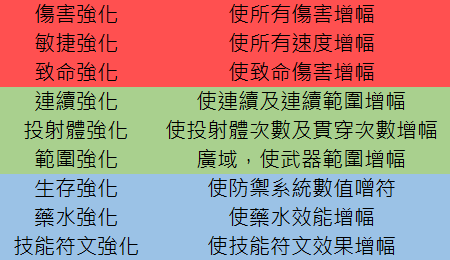 傷害強化 使所有傷害增幅
敏捷強化 使所有速度增幅
致命強化 使致命傷害增幅
連續強化 使連續及連續範圍增幅
投射體強化 使投射體次數及貫穿次數增幅
範圍強化 廣域，使武器範圍增幅
生存強化 使防禦系統數值噌符
藥水強化 使藥水效能增幅
技能符文強化 使技能符文效果增幅